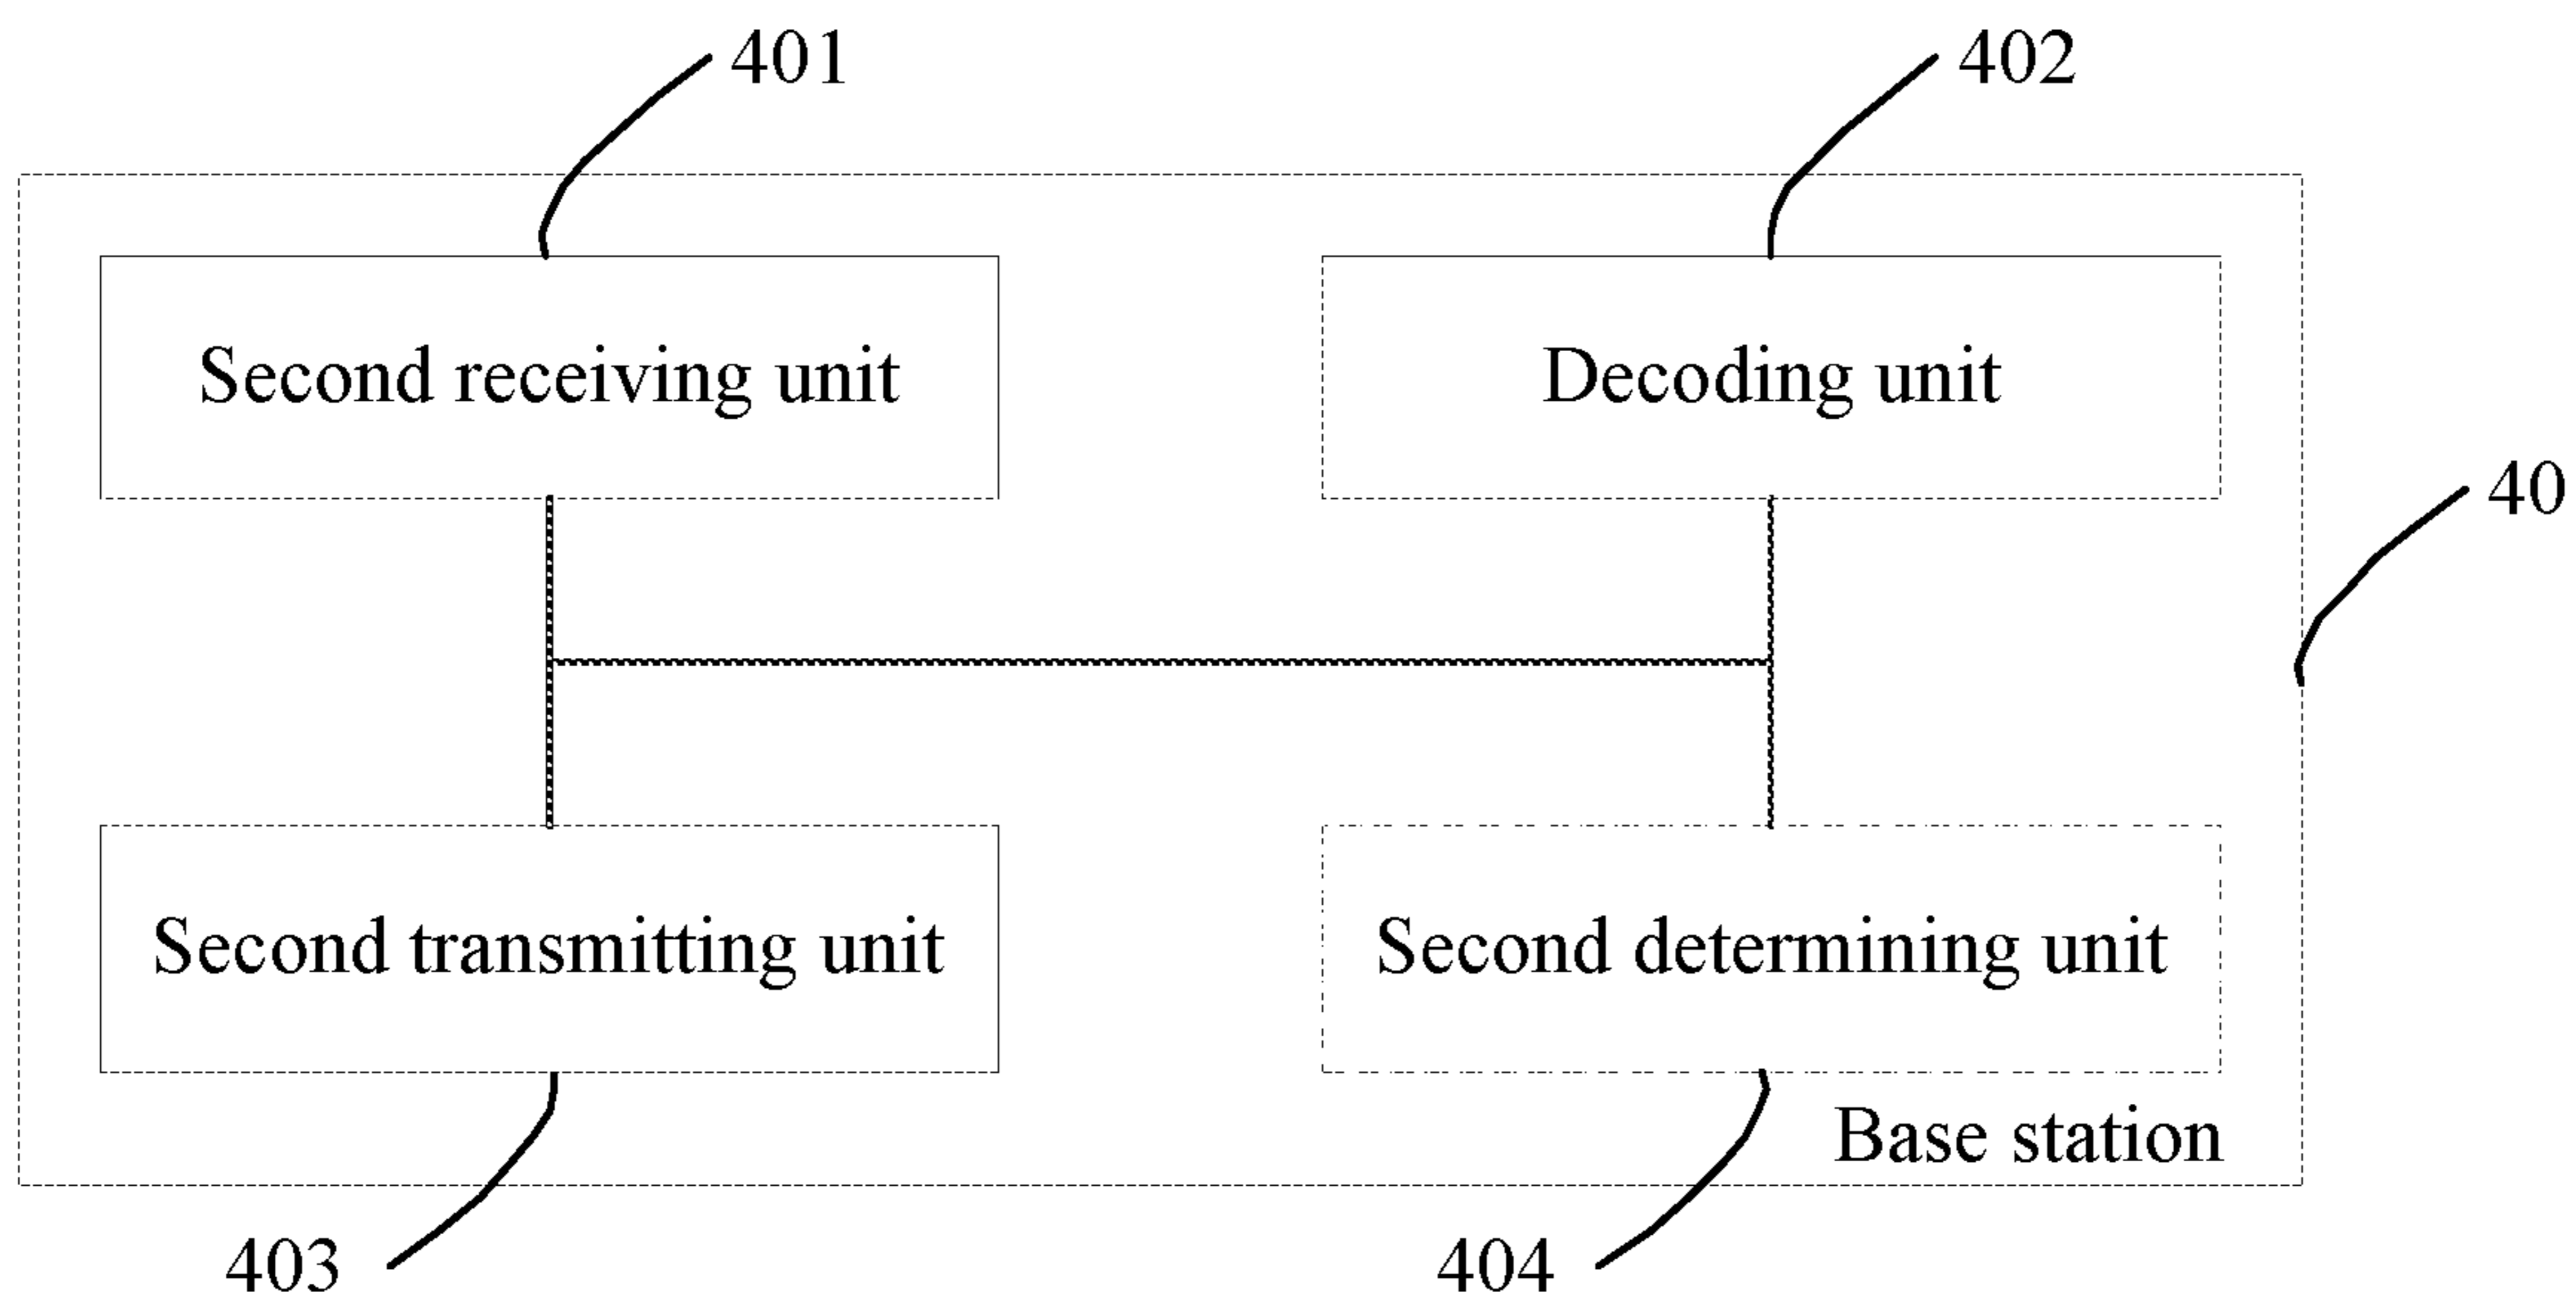 401
402
Second receiving unit
Decoding unit
40
Second transmitting unit
Second determining unit
Base station
403
404